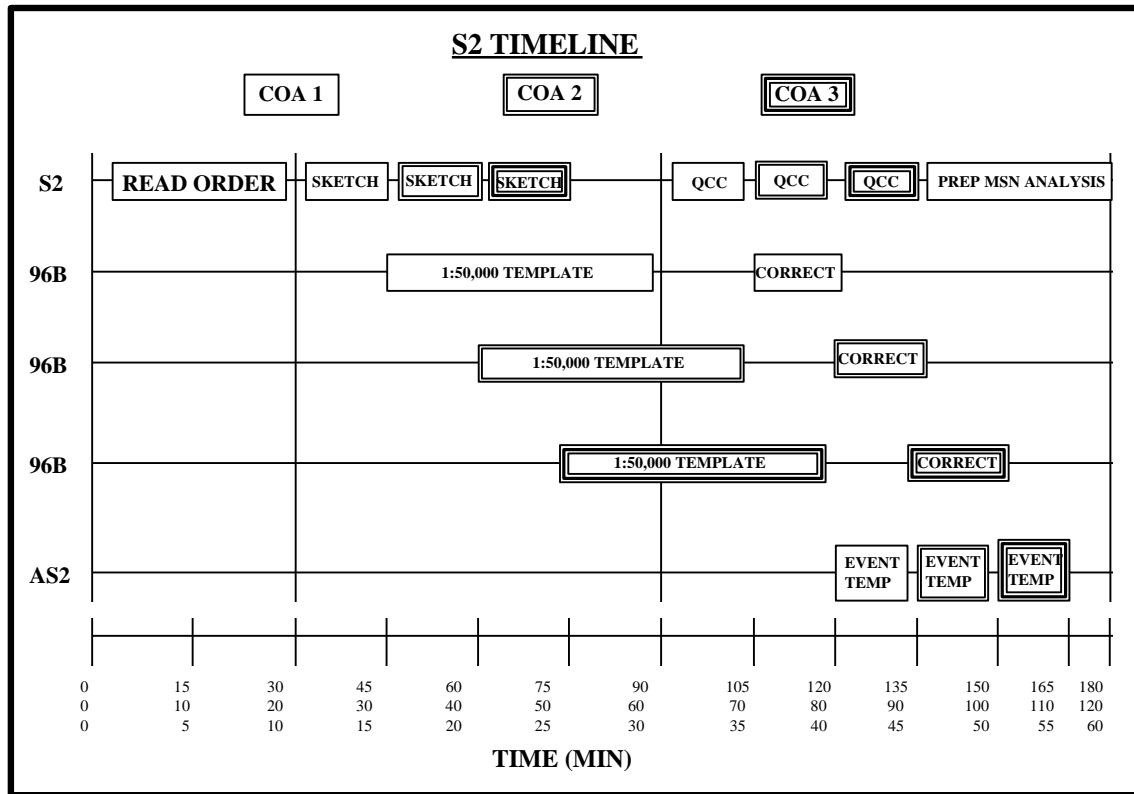 S2 TIMELINE
COA 1 COA 2 COA 3
S2 READ ORDER SKETCH SKETCH SKETCH QCC QCC QCC PREP MSN ANALYSIS
96B 1:50,000 TEMPLATE CORRECT
96B 1:50,000 TEMPLATE CORRECT
96B 1:50,000 TEMPLATE CORRECT
AS2 EVENT TEMP EVENT TEMP EVENT TEMP
0 15 30 45 60 75 90 105 120 135 150 165 180
0 10 20 30 40 50 60 70 80 90 100 110 120
0 5 10 15 20 25 30 35 40 45 50 55 60
TIME (MIN)